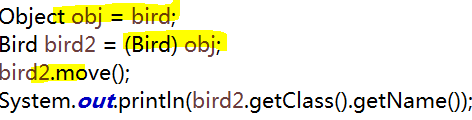 Object obj = bird;
Bird bird2 = (Bird) obj;
bird2.move();
System.out.println(bird2.getClass().getName());